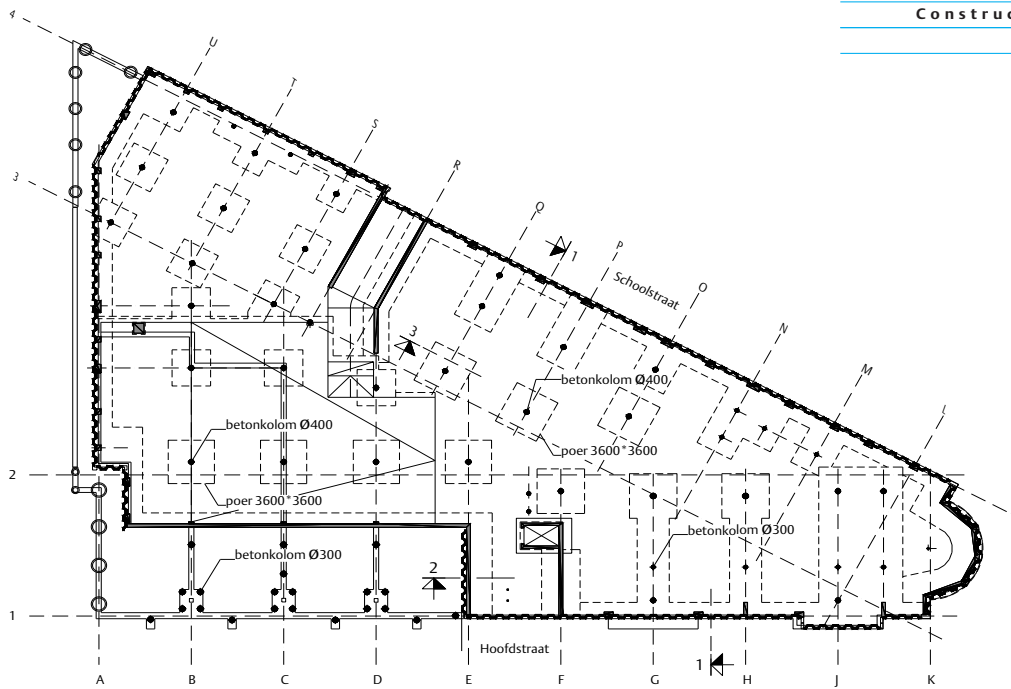 Construc
4
U
T
S
R
3
Q
1
P
Schoolstraat
O
N
3
M
betonkolom Ø400
L
betonkolom Ø400
poer 3600*3600
2
poer 3600*3600
betonkolom Ø300
betonkolom Ø300
2
1
Hoofdstraat
1
A B C D E F G H J K